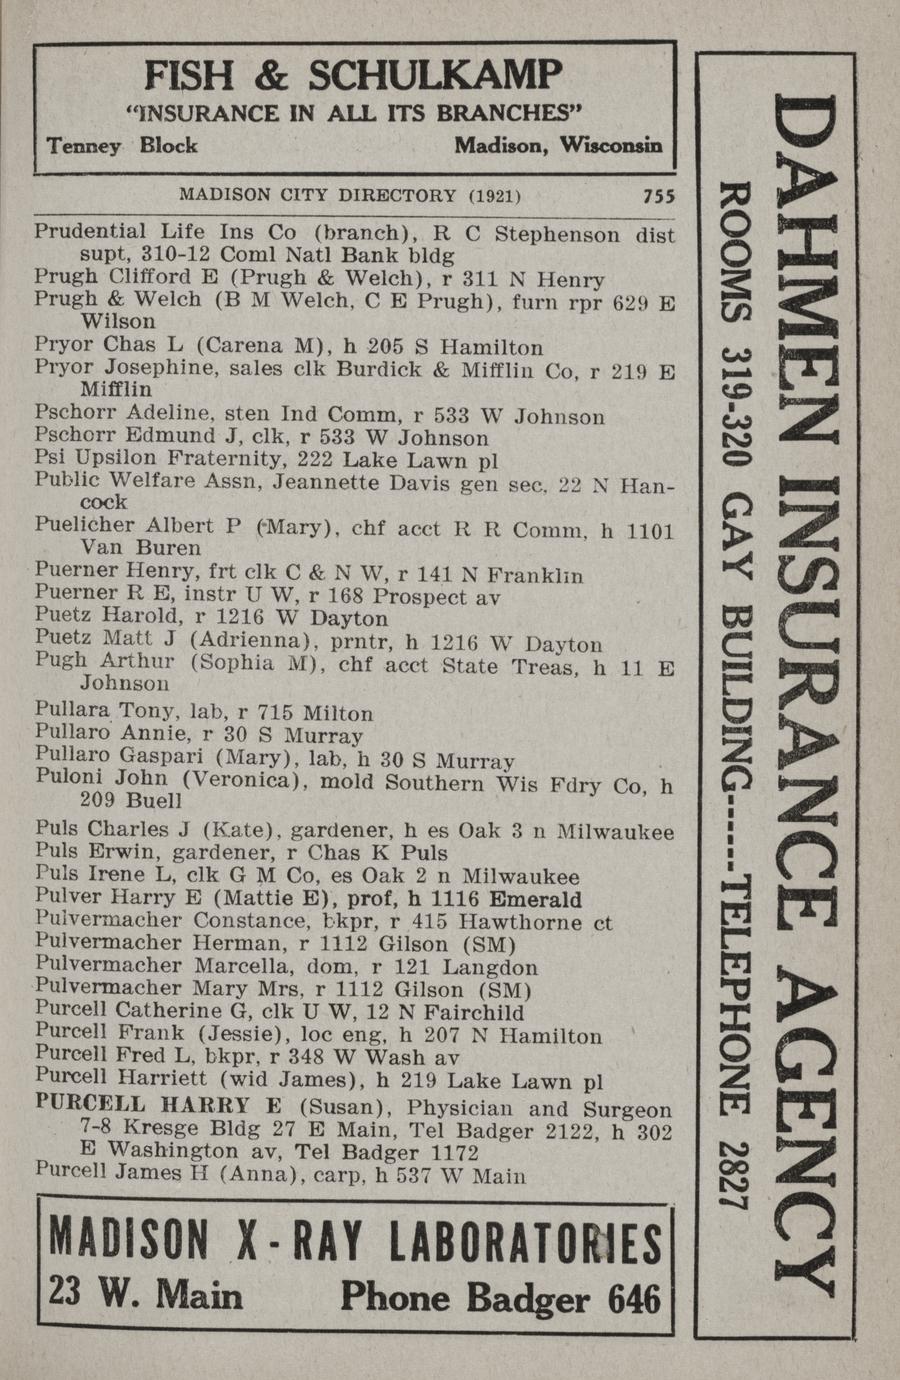 FISH & SCHULKAMP
"INSURANCE IN ALL ITS BRANCHES"
Tenney Block Madison, Wisconsin
MADISON CITY DIRECTORY (1921) 755
Prudential Life Ins Co (branch), R C Stephenson dist
supt, 310-12 Coml Natl Bank bldg
Prugh Clifford E (Prugh & Welch), r 311 N Henry
Prugh & Welch (B M Welch, C E Prugh), furn rpr 629 E
Wilson
Pryor Chas L (Carena M), h 205 S Hamilton
Pryor Josephine, sales clk Burdick & Mifflin Co, r 219 E
Mifflin
Pschorr Adeline, sten Ind Comm, r 533 W Johnson
Pschorr Edmund J, clk, r 533 W Johnson
Psi Upsilon Fraternity, 222 Lake Lawn pl
Public Welfare Assn, Jeannette Davis gen sec, 22 N Han-
cock
Puelicher Albert P (Mary), chf acct R R Comm, h 1101
Van Buren
Puerner Henry, frt clk C & N W, r 141 N Franklin
Puerner R E, instr U W, r 168 Prospect av
Puetz Harold, r 1216 W Dayton
Puetz Matt J (Adrienna), prntr, h 1216 W Dayton
Pugh Arthur (Sophia M), chf acct State Treas, h 11 E
Johnson
Pullara Tony, lab, r 715 Milton
Pullaro Annie, r 30 S Murray
Pullaro Gaspari (Mary), lab, h 30 S Murray
Puloni John (Veronica), mold Southern Wis Fdry Co, h
209 Buell
Puls Charles J (Kate), gardener, h es Oak 3 n Milwaukee
Puls Erwin, gardener, r Chas K Puls
Puls Irene L, clk G M Co, es Oak 2 n Milwaukee
Pulver Harry E (Mattie E), prof, h 1116 Emerald
Pulvermacher Constance, bkpr, r 415 Hawthorne ct
Pulvermacher Herman, r 1112 Gilson (SM)
Pulvermacher Marcella, dom, r 121 Langdon
Pulvermacher Mary Mrs, r 1112 Gilson (SM)
Purcell Catherine G, clk U W, 12 N Fairchild
Purcell Frank (Jessie), loc eng, h 207 N Hamilton
Purcell Fred L, bkpr, r 348 W Wash av
Purcell Harriett (wid James), h 219 Lake Lawn pl
PURCELL HARRY E (Susan), Physician and Surgeon
7-8 Kresge Bldg 27 E Main, Tel Badger 2122, h 302
E Washington av, Tel Badger 1172
Purcell James H (Anna), carp, h 537 W Main
MADISON X-RAY LABORATORIES
23 W. Main Phone Badger 646
DAHMEN INSURANCE AGENCY
ROOMS 319-320 GAY BUILDING------TELEPHONE 2827